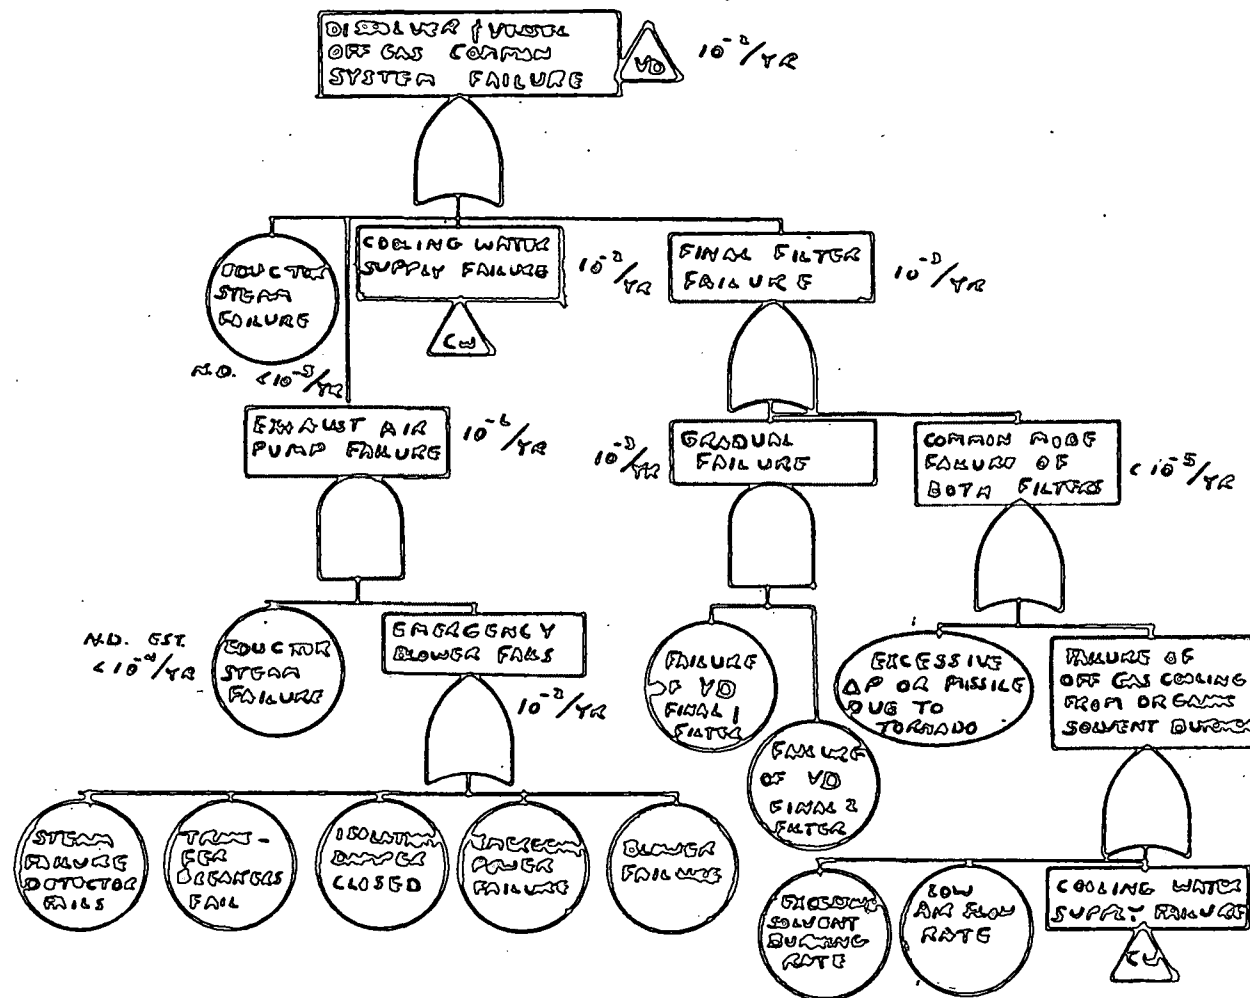 DISSOLVER & VESSEL
OFF GAS COMMON
SYSTEM FAILURE
VD
10⁻²/YR
EDUCTOR
STEAM
FAILURE
N.D. <10⁻³/YR
COOLING WATER
SUPPLY FAILURE
10⁻²/YR
CW
FINAL FILTER
FAILURE
10⁻³/YR
EXHAUST AIR
PUMP FAILURE
10⁻⁶/YR
GRADUAL
FAILURE
10⁻³/YR
COMMON MODE
FAILURE OF
BOTH FILTERS
<10⁻⁵/YR
N.D. EST.
<10⁻⁴/YR
EDUCTOR
STEAM
FAILURE
EMERGENCY
BLOWER FAILS
10⁻²/YR
FAILURE
OF VD
FINAL 1
FILTER
FAILURE
OF VD
FINAL 2
FILTER
EXCESSIVE
ΔP OR MISSILE
DUE TO
TORNADO
FAILURE OF
OFF GAS COOLING
FROM ORGANIC
SOLVENT BURNER
STEAM
FAILURE
DETECTOR
FAILS
TRANS-
FER
BREAKERS
FAIL
ISOLATION
DAMPER
CLOSED
EMERGENCY
POWER
FAILURE
BLOWER
FAILURE
EXCESSIVE
SOLVENT
BURNING
RATE
LOW
AIR FLOW
RATE
COOLING WATER
SUPPLY FAILURE
CW